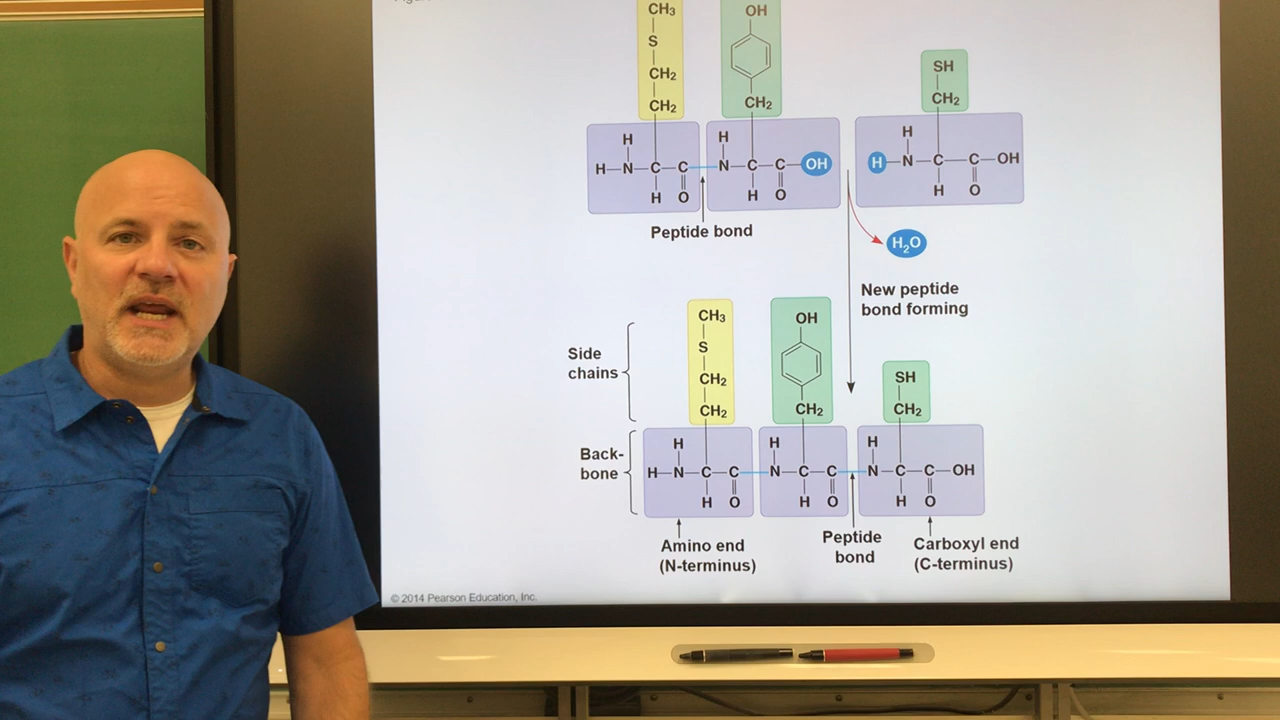 CH3 OH
S
CH2
CH2 CH2
SH
CH2
H H H
H—N—C—C—N—C—C—OH H—N—C—C—OH
H O H O H O
Peptide bond
H₂O
New peptide
bond forming
Side
chains
CH3 OH
S
CH2
CH2 CH2
SH
CH2
Back-
bone
H H H
H—N—C—C—N—C—C—N—C—C—OH
H O H O H O
Amino end
(N-terminus)
Peptide
bond
Carboxyl end
(C-terminus)
© 2014 Pearson Education, Inc.